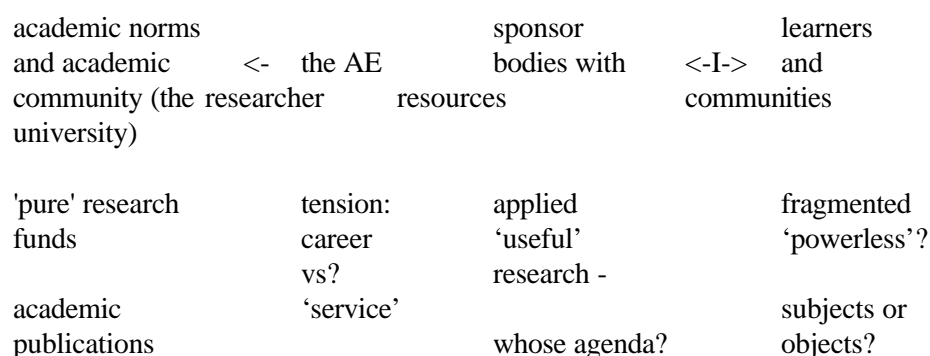 academic norms sponsor learners
and academic <- the AE bodies with <-I-> and
community (the researcher resources communities
university)
'pure' research tension: applied fragmented
funds career ‘useful’ ‘powerless’?
vs? research -
academic ‘service’ subjects or
publications whose agenda? objects?